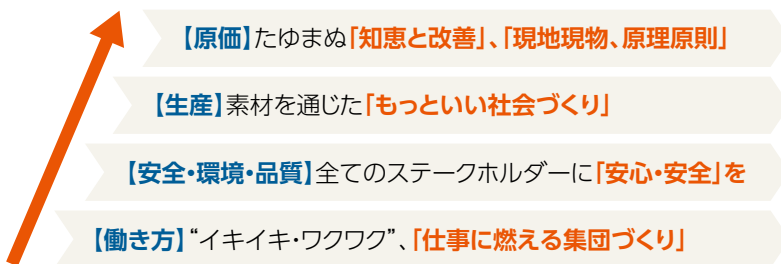 【原価】たゆまぬ「知恵と改善」、「現地現物、原理原則」
【生産】素材を通じた「もっといい社会づくり」
【安全・環境・品質】全てのステークホルダーに「安心・安全」を
【働き方】“イキイキ・ワクワク”、「仕事に燃える集団づくり」